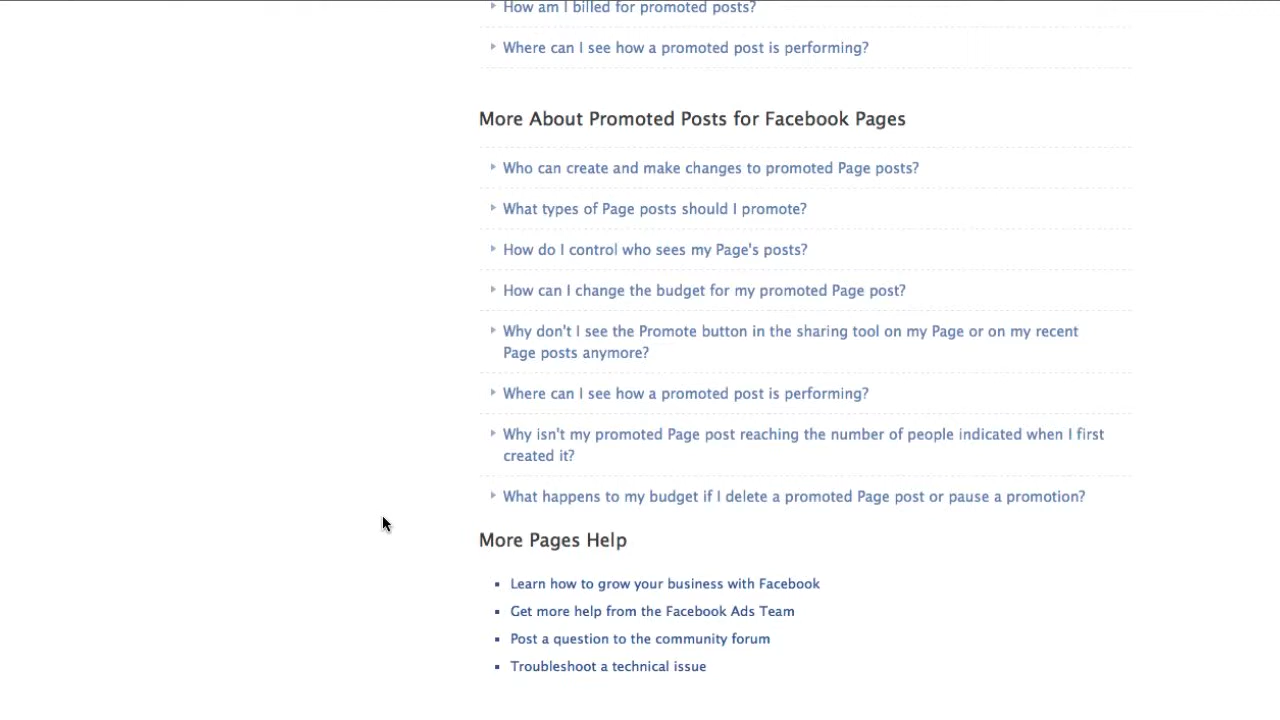 How am I billed for promoted posts?
Where can I see how a promoted post is performing?
More About Promoted Posts for Facebook Pages
Who can create and make changes to promoted Page posts?
What types of Page posts should I promote?
How do I control who sees my Page's posts?
How can I change the budget for my promoted Page post?
Why don't I see the Promote button in the sharing tool on my Page or on my recent
Page posts anymore?
Where can I see how a promoted post is performing?
Why isn't my promoted Page post reaching the number of people indicated when I first
created it?
What happens to my budget if I delete a promoted Page post or pause a promotion?
More Pages Help
Learn how to grow your business with Facebook
Get more help from the Facebook Ads Team
Post a question to the community forum
Troubleshoot a technical issue